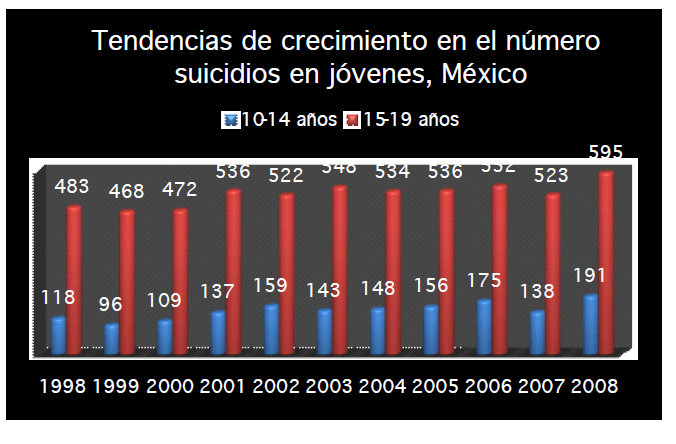 Tendencias de crecimiento en el número
suicidios en jóvenes, México
10-14 años 15-19 años
483 468 472 536 522 548 534 536 552 523 595
118 96 109 137 159 143 148 156 175 138 191
1998 1999 2000 2001 2002 2003 2004 2005 2006 2007 2008